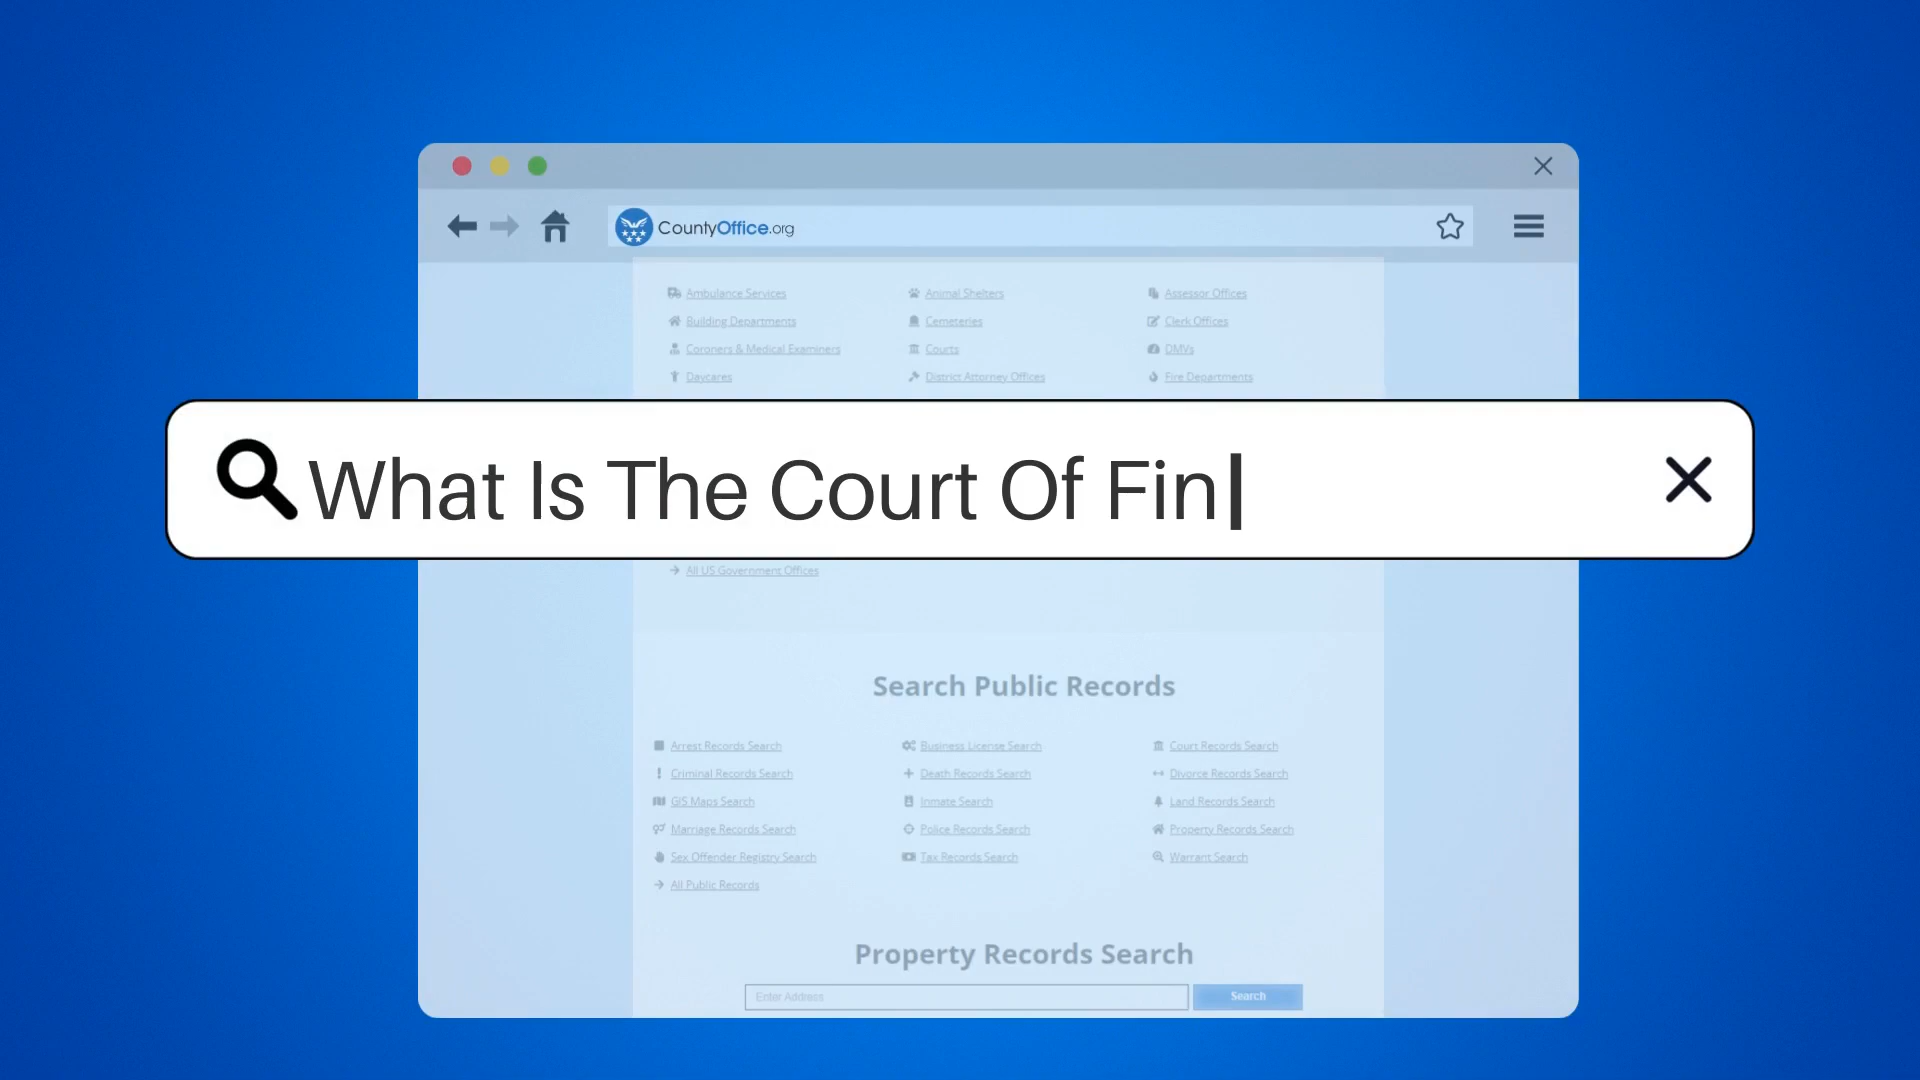 CountyOffice.org
Ambulance Services Animal Shelters Assessor Offices
Building Departments Cemeteries Clerk Offices
Coroners & Medical Examiners Courts DMVs
Daycares District Attorney Offices Fire Departments
What Is The Court Of Fin
All US Government Offices
Search Public Records
Arrest Records Search Business License Search Court Records Search
Criminal Records Search Death Records Search Divorce Records Search
GIS Maps Search Inmate Search Land Records Search
Marriage Records Search Police Records Search Property Records Search
Sex Offender Registry Search Tax Records Search Warrant Search
All Public Records
Property Records Search
Enter Address Search